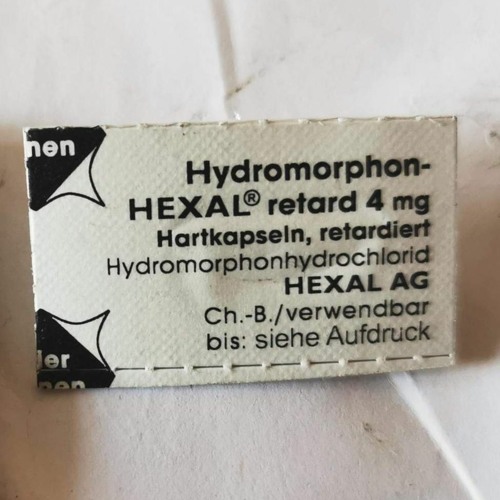 nen
Hydromorphon-
HEXAL® retard 4 mg
Hartkapseln, retardiert
Hydromorphonhydrochlorid
HEXAL AG
Ch.-B./verwendbar
bis: siehe Aufdruck
der
nen